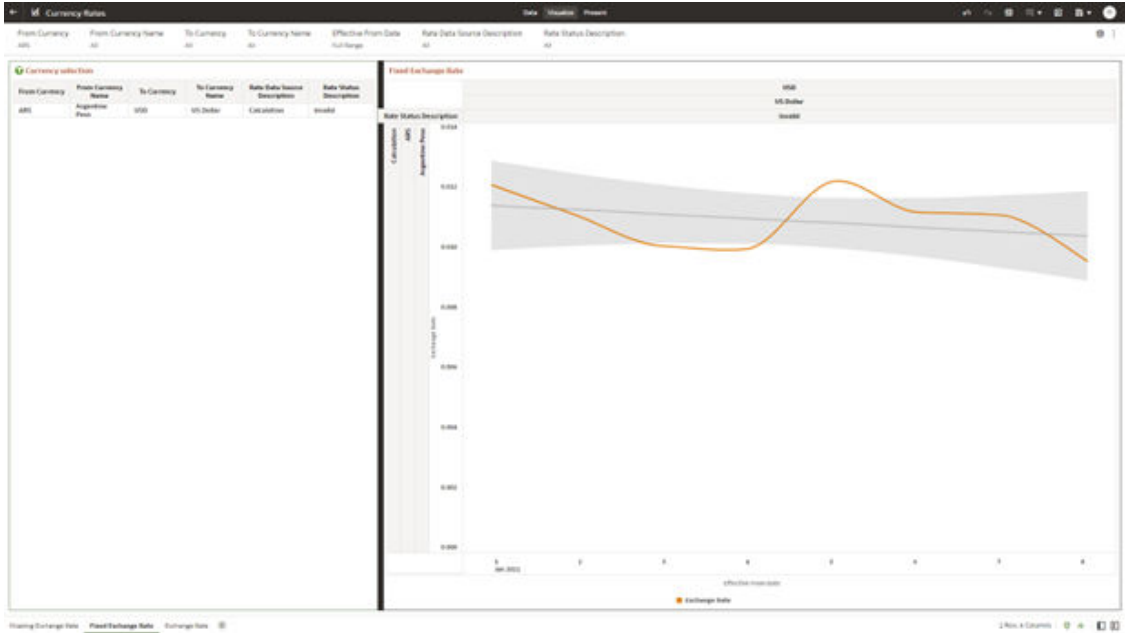 Currency Rates
Data Visualize Present
From Currency From Currency Name To Currency To Currency Name Effective From Date Rate Data Source Description Rate Status Description
ARS All All All Full Range All All
Currency selection
From Currency From Currency Name To Currency To Currency Name Rate Data Source Description Rate Status Description
ARS Argentine Peso USD US Dollar Calculation Invalid
Fixed Exchange Rate
USD
US Dollar
Rate Status Description Invalid
Calculation
ARS
Argentine Peso
Exchange Rate
0.014
0.012
0.010
0.008
0.006
0.004
0.002
0.000
1 2 3 4 5 6 7 8
Jan 2021
Effective From Date
Exchange Rate
Floating Exchange Rate Fixed Exchange Rate Exchange Rate